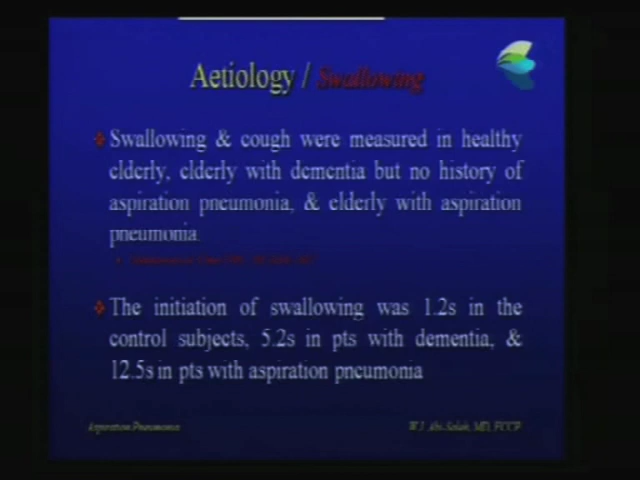 Aetiology / Swallowing
Swallowing & cough were measured in healthy
elderly, elderly with dementia but no history of
aspiration pneumonia, & elderly with aspiration
pneumonia.
The initiation of swallowing was 1.2s in the
control subjects, 5.2s in pts with dementia, &
12.5s in pts with aspiration pneumonia
Aspiration Pneumonia
MD, FCCP